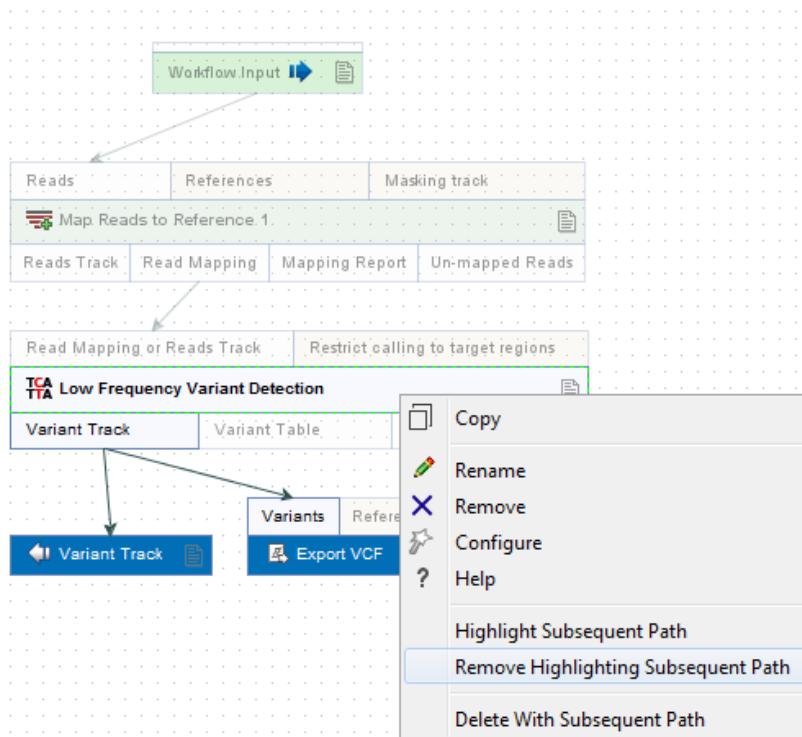 Workflow Input
Reads References Masking track
Map Reads to Reference 1
Reads Track Read Mapping Mapping Report Un-mapped Reads
Read Mapping or Reads Track Restrict calling to target regions
TCA
TTA
Low Frequency Variant Detection
Variant Track Variant Table
Variants Refere
Variant Track Export VCF
Copy
Rename
Remove
Configure
? Help
Highlight Subsequent Path
Remove Highlighting Subsequent Path
Delete With Subsequent Path